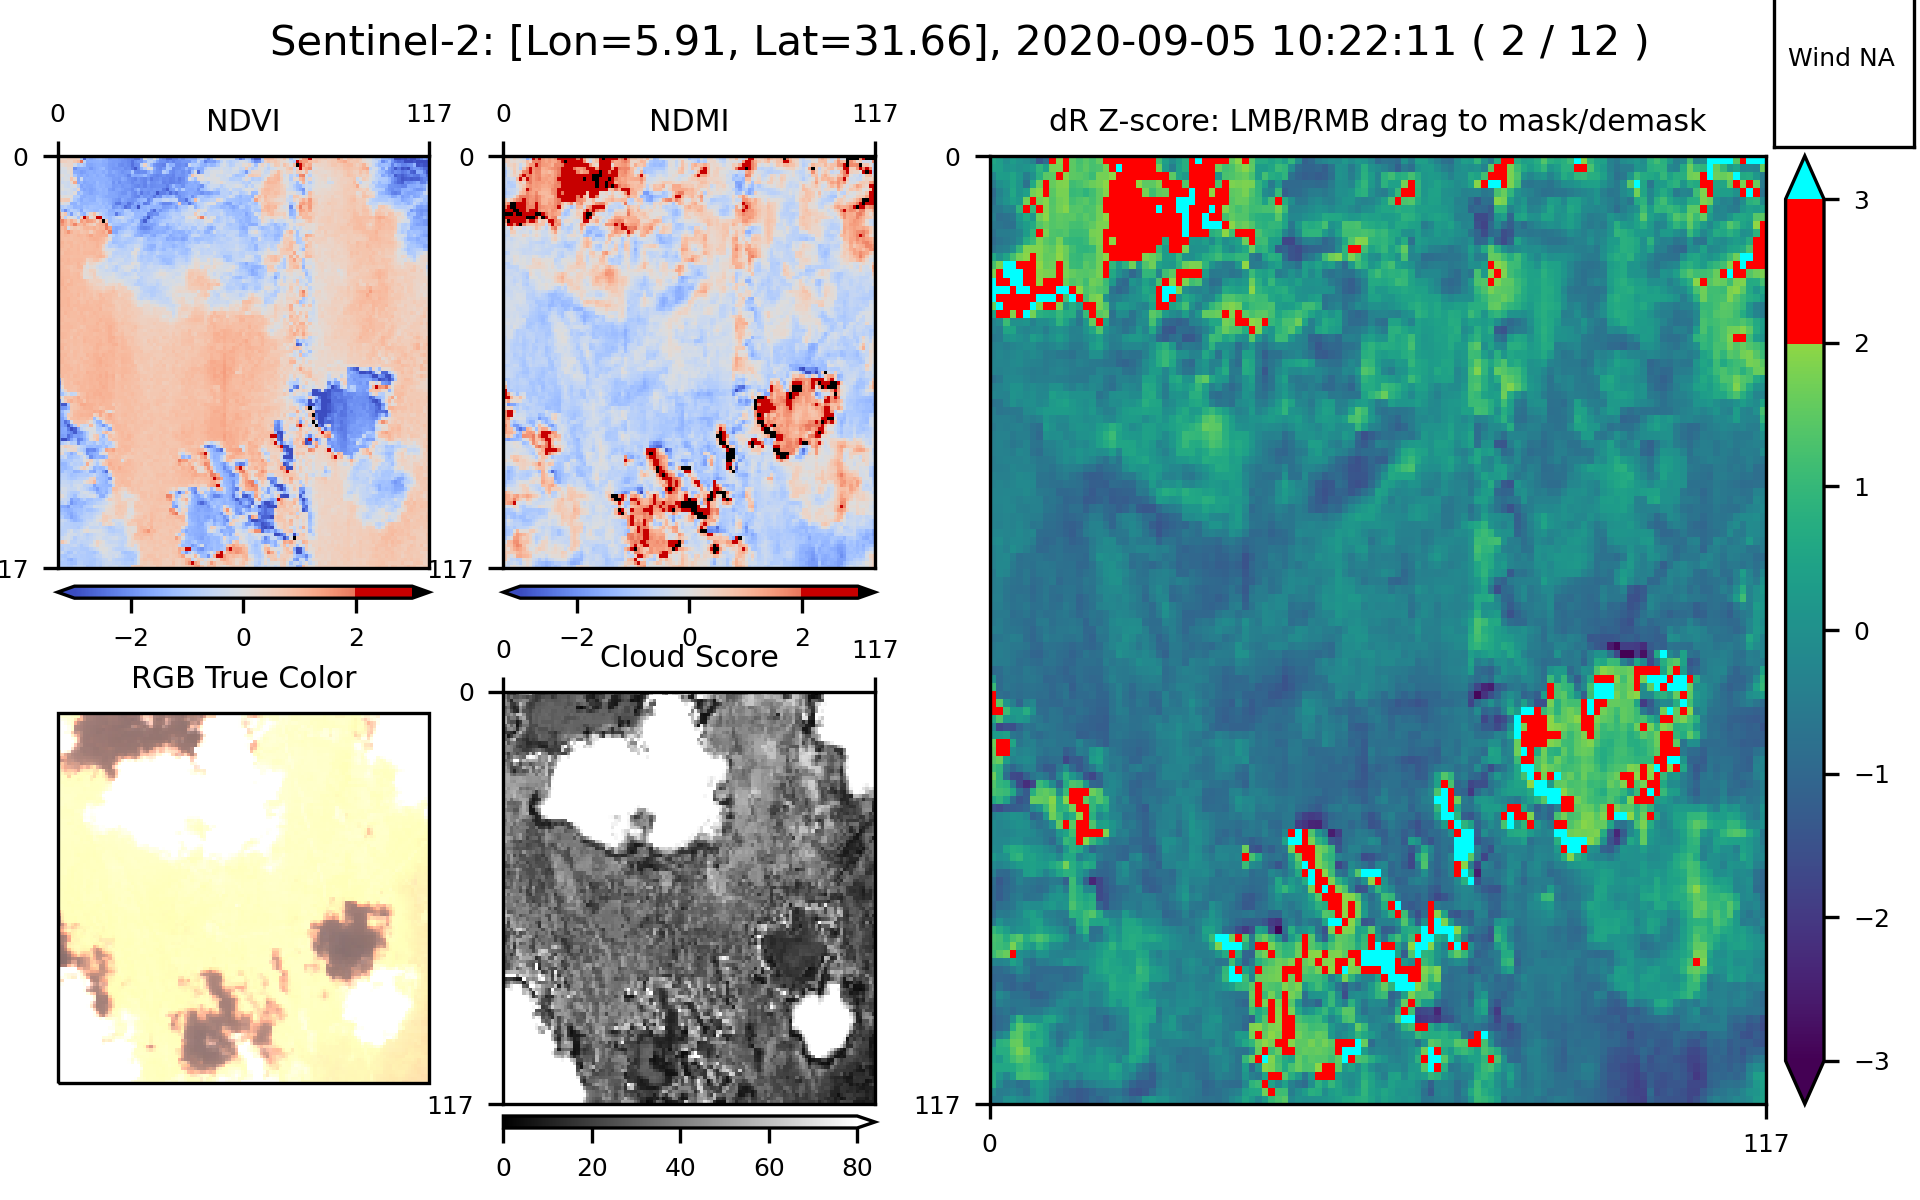 Sentinel-2: [Lon=5.91, Lat=31.66], 2020-09-05 10:22:11 ( 2 / 12 )
Wind NA
0 NDVI 117
0
17
−2 0 2
0 NDMI 117
0
117
−2 0 2
dR Z-score: LMB/RMB drag to mask/demask
0
117
0 117
3
2
1
0
−1
−2
−3
RGB True Color
0 Cloud Score 117
0
117
0 20 40 60 80